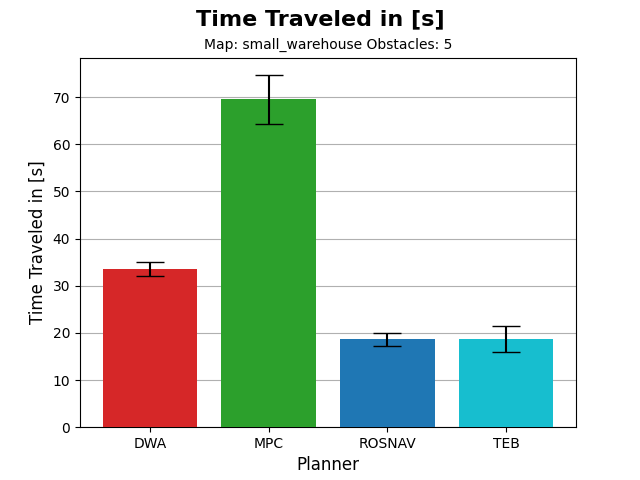 Time Traveled in [s]
Map: small_warehouse Obstacles: 5
Time Traveled in [s]
70
60
50
40
30
20
10
0
DWA MPC ROSNAV TEB
Planner